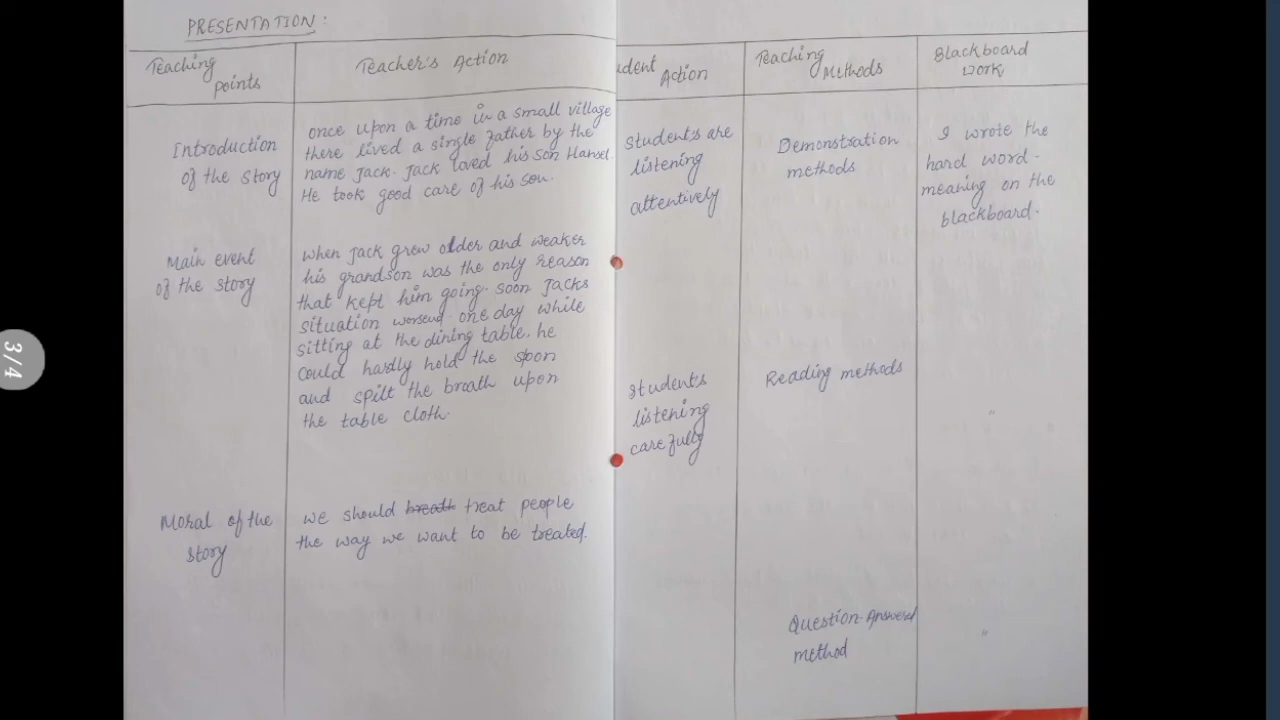 PRESENTATION:
Teaching points
Teacher's Action
udent Action
Teaching Methods
Blackboard work
Introduction
of the story
once upon a time in a small village
there lived a single father by the
name Jack. Jack loved his son Hansel.
He took good care of his son.
Students are
listening
attentively
Demonstration
methods
I wrote the
hard word.
meaning on the
blackboard.
Main event
of the story
when Jack grew older and weaker
his grandson was the only reason
that kept him going. soon Jacks
situation worsend. one day while
sitting at the dining table. he
could hardly hold the spoon
and spilt the breath upon
the table cloth.
Student's
listening
carefully
Reading methods
"
Moral of the
story
we should breath treat people
the way we want to be treated.
Question-Answered
method
"
3/4